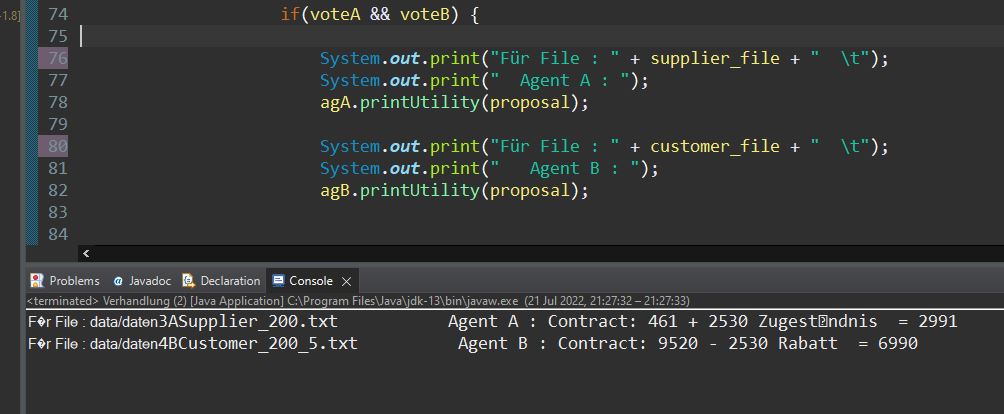 -1.8]
74 if(voteA && voteB) {
75
76 System.out.print("Für File : " + supplier_file + "  \t");
77 System.out.print("  Agent A : ");
78 agA.printUtility(proposal);
79
80 System.out.print("Für File : " + customer_file + "  \t");
81 System.out.print("   Agent B : ");
82 agB.printUtility(proposal);
83
84
<
Problems @ Javadoc Declaration Console ×
<terminated> Verhandlung (2) [Java Application] C:\Program Files\Java\jdk-13\bin\javaw.exe (21 Jul 2022, 21:27:32 – 21:27:33)
F�r File : data/daten3ASupplier_200.txt Agent A : Contract: 461 + 2530 Zugest�ndnis  = 2991
F�r File : data/daten4BCustomer_200_5.txt Agent B : Contract: 9520 - 2530 Rabatt  = 6990